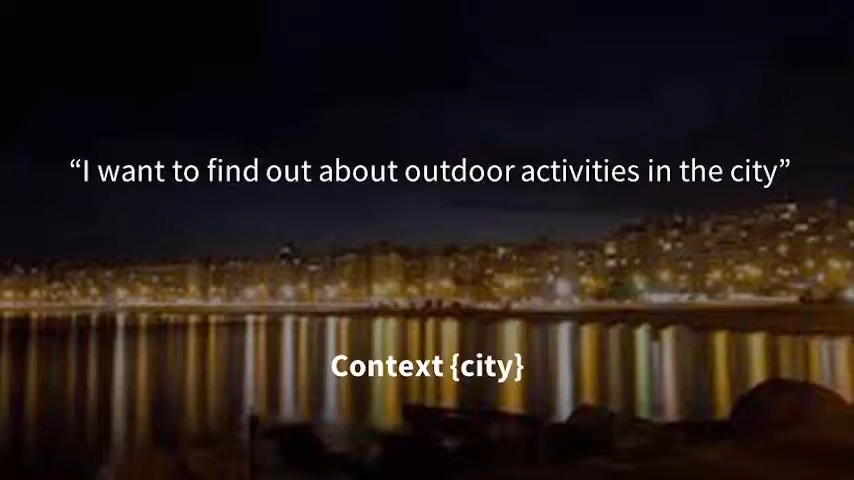 “I want to find out about outdoor activities in the city”
Context {city}